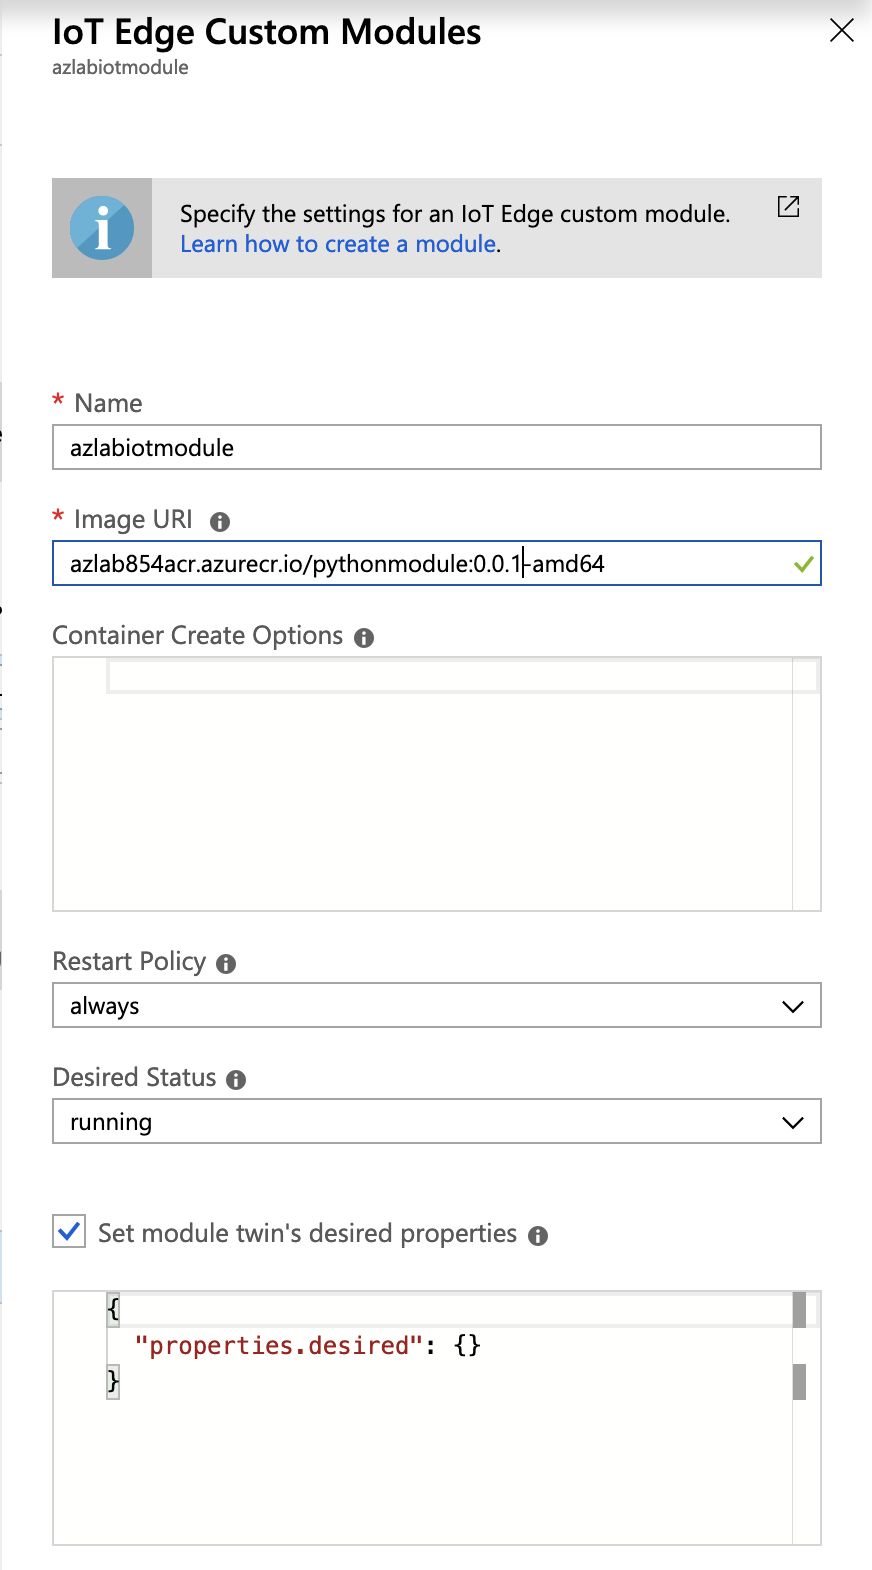 IoT Edge Custom Modules
azlabiotmodule
Specify the settings for an IoT Edge custom module.
Learn how to create a module.
* Name
azlabiotmodule
* Image URI
azlab854acr.azurecr.io/pythonmodule:0.0.1-amd64
Container Create Options
Restart Policy
always
Desired Status
running
Set module twin's desired properties
{
"properties.desired": {}
}